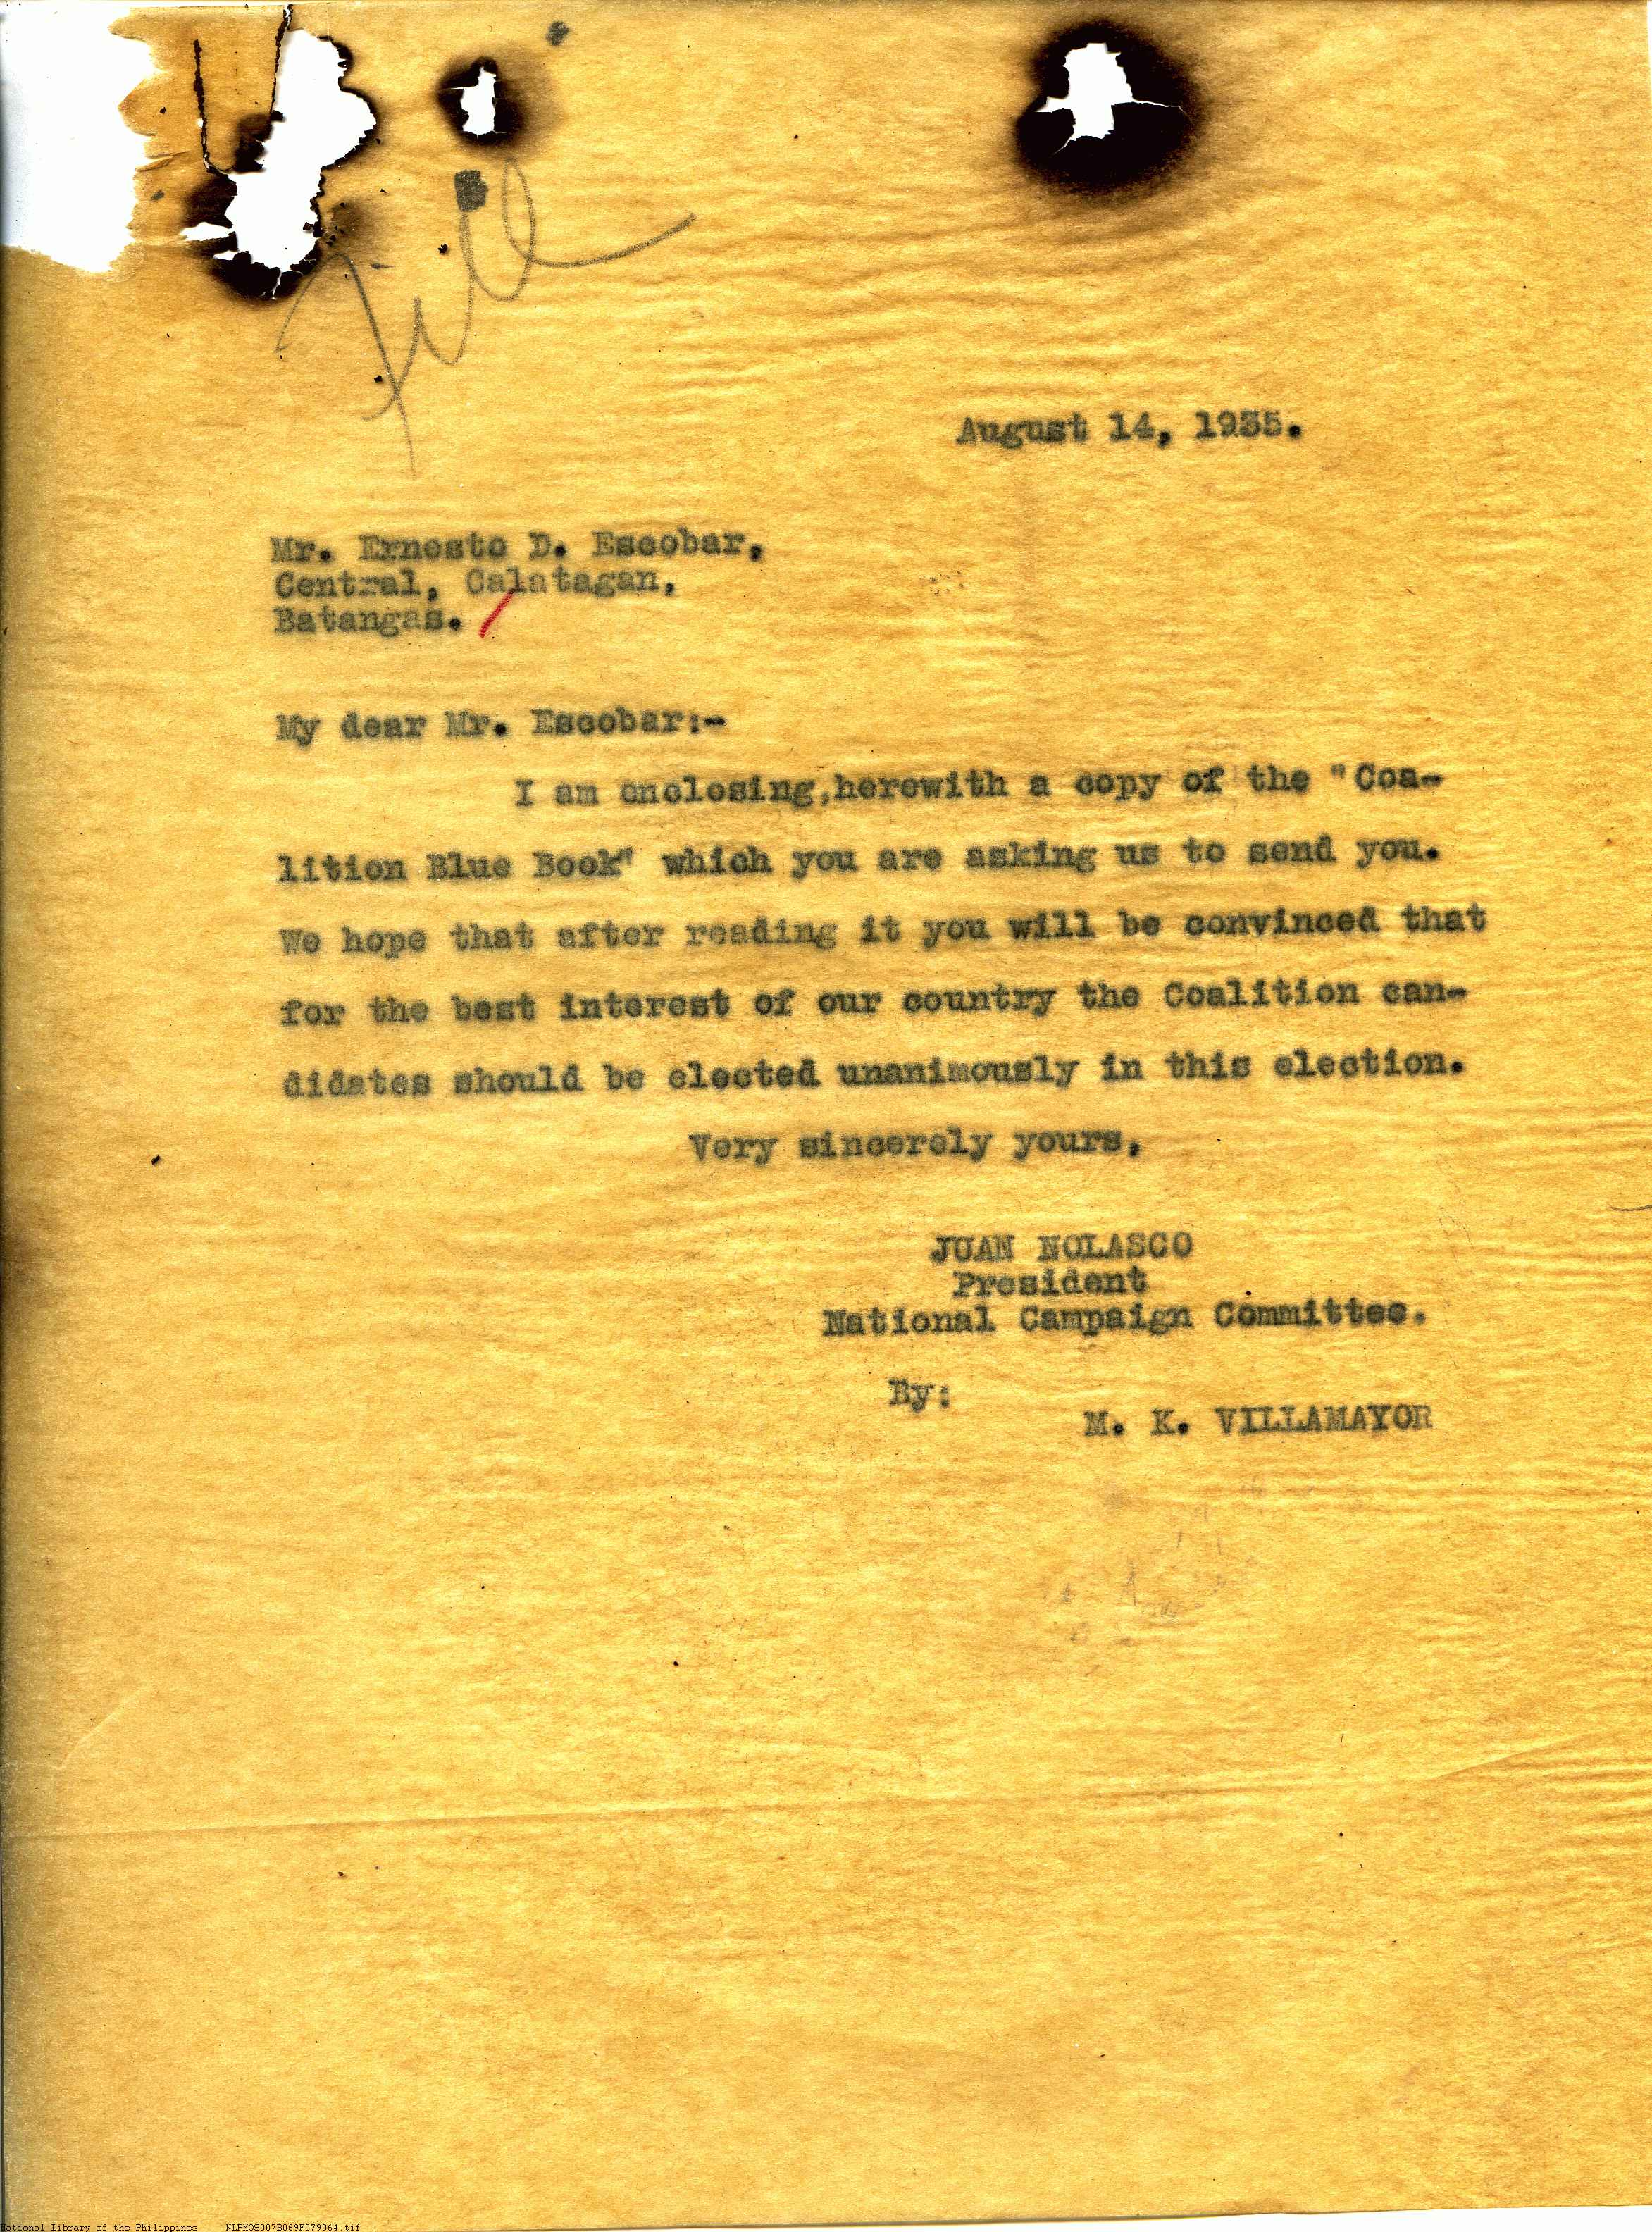 File
August 14, 1935.
Mr. Ernesto D. Escobar,
Central, Calatagan,
Batangas.
My dear Mr. Escobar:-
I am enclosing,herewith a copy of the "Coa-
lition Blue Book" which you are asking us to send you.
We hope that after reading it you will be convinced that
for the best interest of our country the Coalition can-
didates should be elected unanimously in this election.
Very sincerely yours,
JUAN NOLASCO
President
National Campaign Committee.
By:
M. K. VILLAMAYOR
National Library of the Philippines NLPMQS007B069F079064.tif